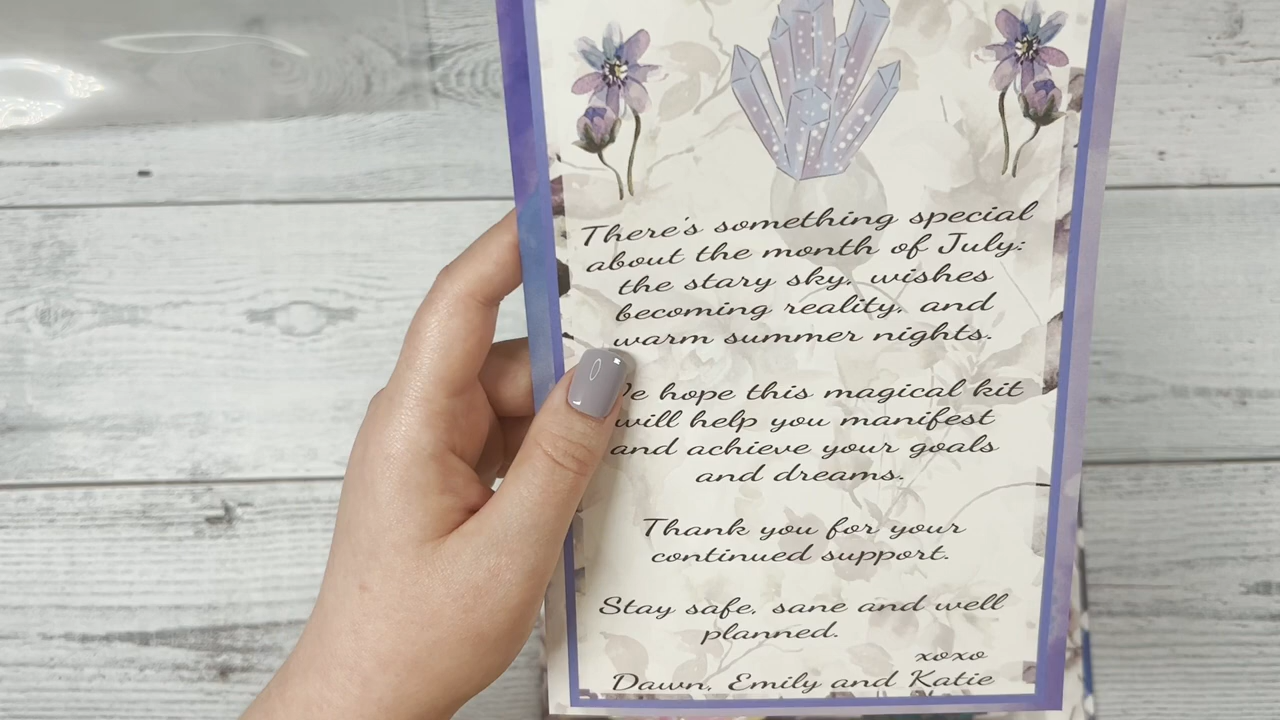 There's something special
about the month of July:
the stary sky, wishes
becoming reality, and
warm summer nights.
hope this magical kit
will help you manifest
and achieve your goals
and dreams.
Thank you for your
continued support.
Stay safe, sane and well
planned.
xoxo
Dawn, Emily and Katie